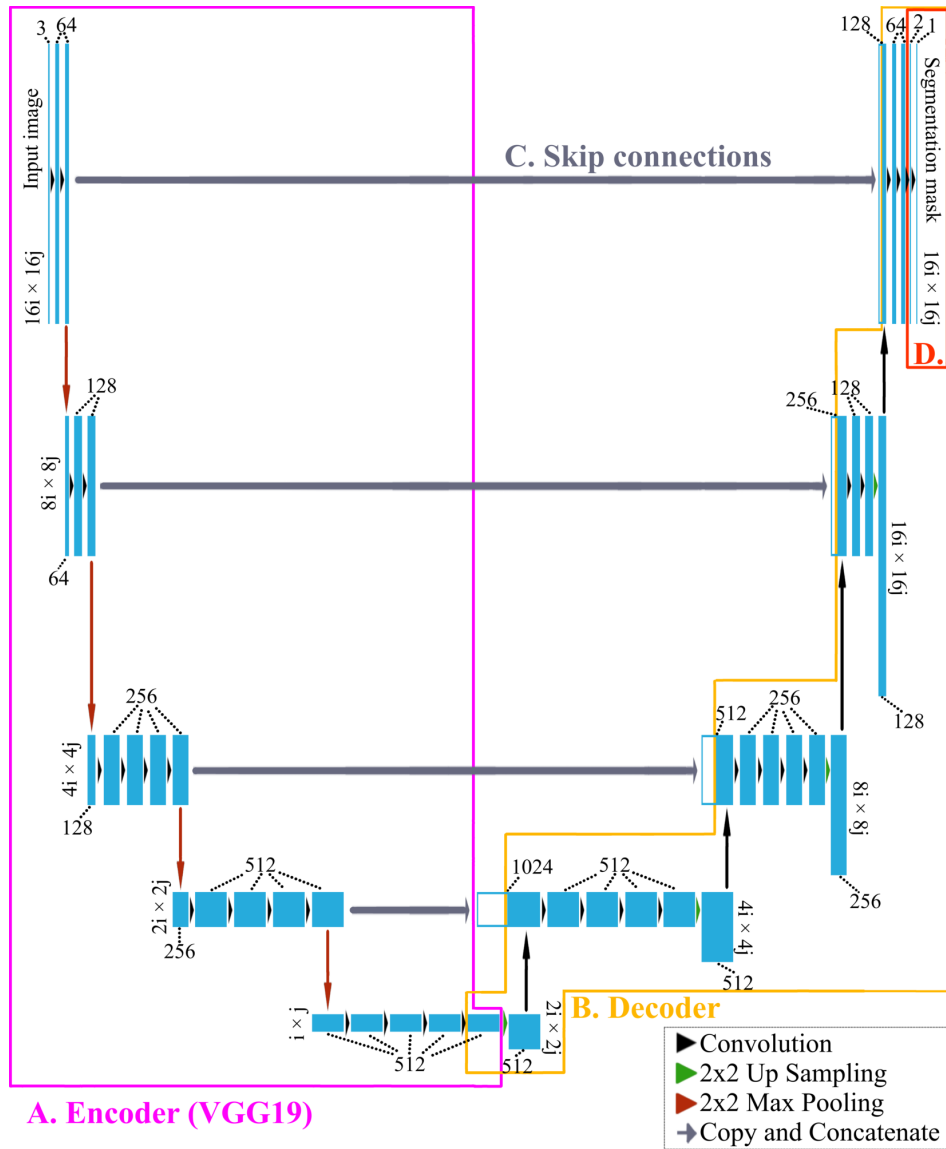 3 64
128 64 2 1
Input image
16i × 16j
C. Skip connections
Segmentation mask
16i × 16j
D.
128
8i × 8j
64
256 128
16i × 16j
128
256
4i × 4j
128
512 256
8i × 8j
256
512
2i × 2j
256
1024 512
4i × 4j
512
i × j
512
2i × 2j
512
B. Decoder
A. Encoder (VGG19)
Convolution
2x2 Up Sampling
2x2 Max Pooling
Copy and Concatenate